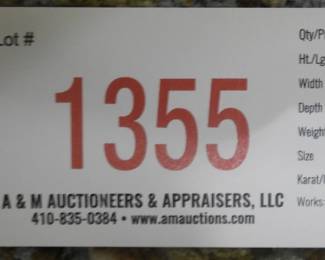 Lot #
1355
A & M AUCTIONEERS & APPRAISERS, LLC
410-835-0384 • www.amauctions.com
Qty/P
Ht./Lg
Width
Depth
Weigh
Size
Karat/
Works: